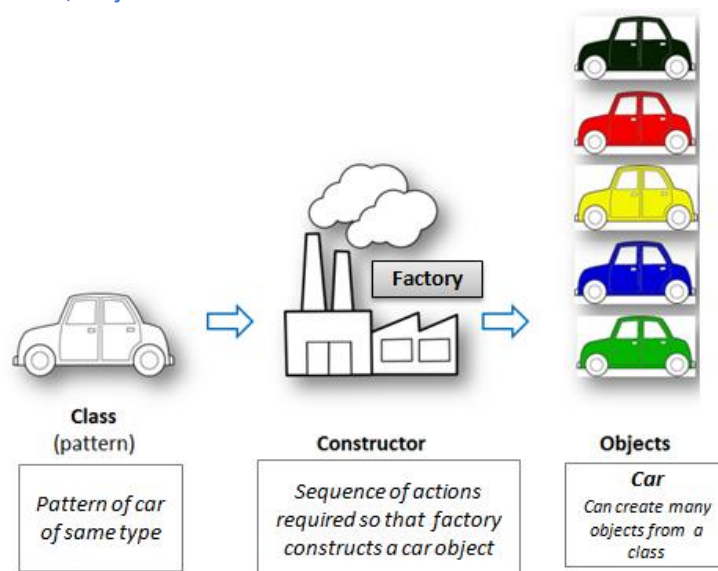 Factory
Class
(pattern)
Pattern of car
of same type
Constructor
Sequence of actions
required so that factory
constructs a car object
Objects
Car
Can create many
objects from a
class